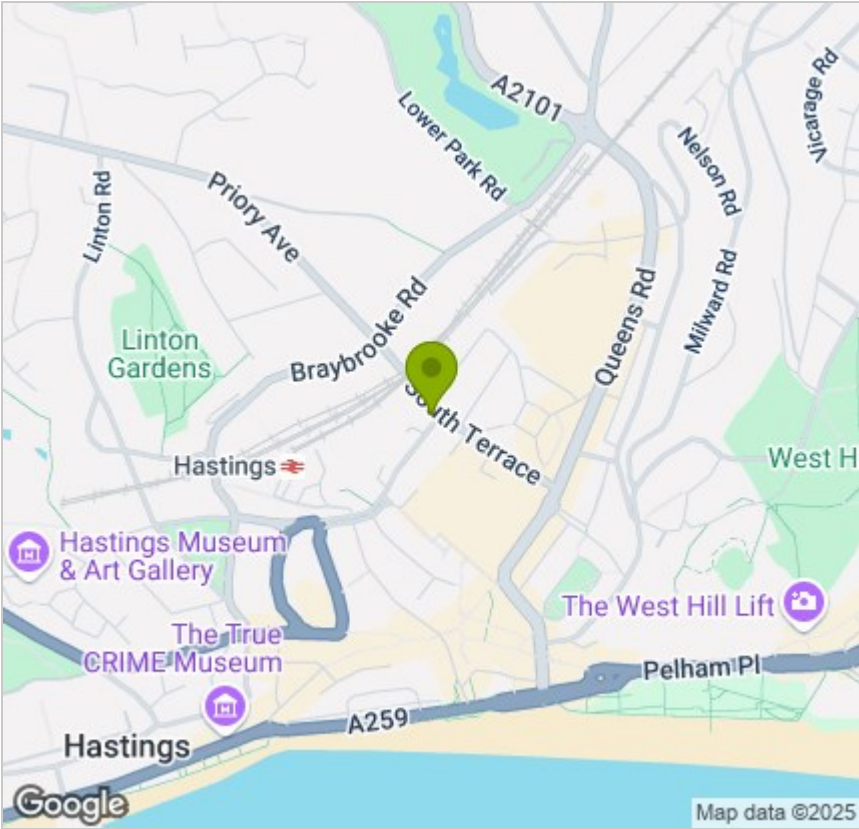 A2101
Vicarage Rd
Lower Park Rd
Nelson Rd
Linton Rd
Priory Ave
Milward Rd
Queens Rd
Braybrooke Rd
Linton
Gardens
South Terrace
Hastings
West H
Hastings Museum
& Art Gallery
The West Hill Lift
The True
CRIME Museum
Pelham Pl
A259
Hastings
Google
Map data ©2025